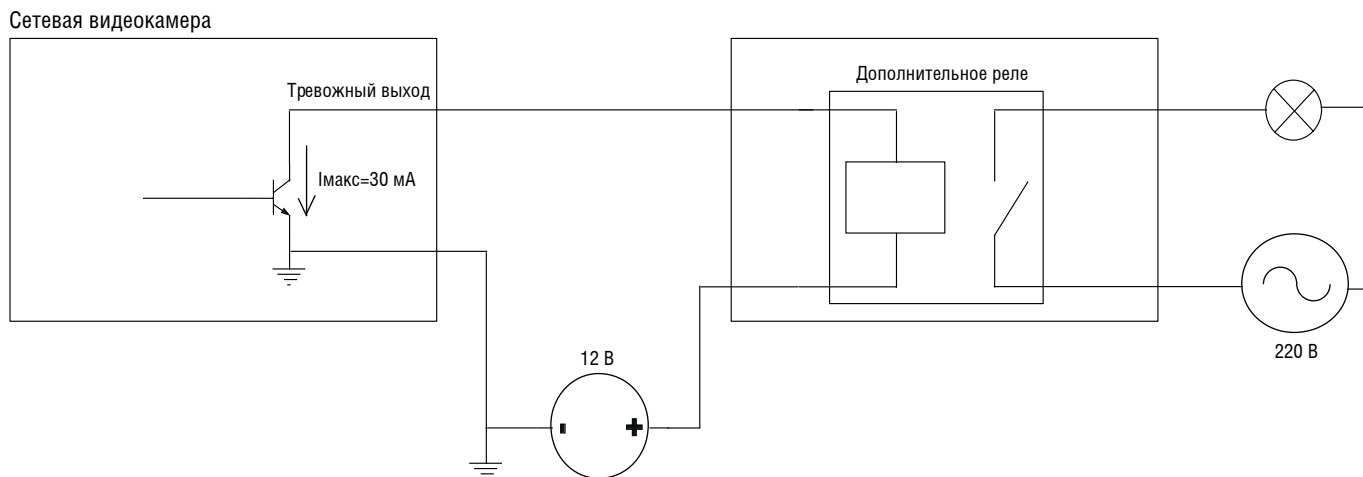 Сетевая видеокамера
Дополнительное реле
Тревожный выход
Iмакс=30 мА
12 В
220 В